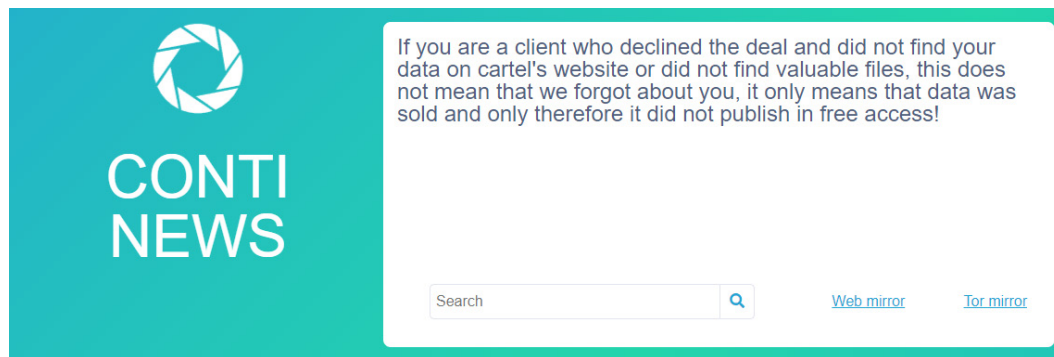 CONTI
NEWS
If you are a client who declined the deal and did not find your
data on cartel's website or did not find valuable files, this does
not mean that we forgot about you, it only means that data was
sold and only therefore it did not publish in free access!
Search
Web mirror
Tor mirror